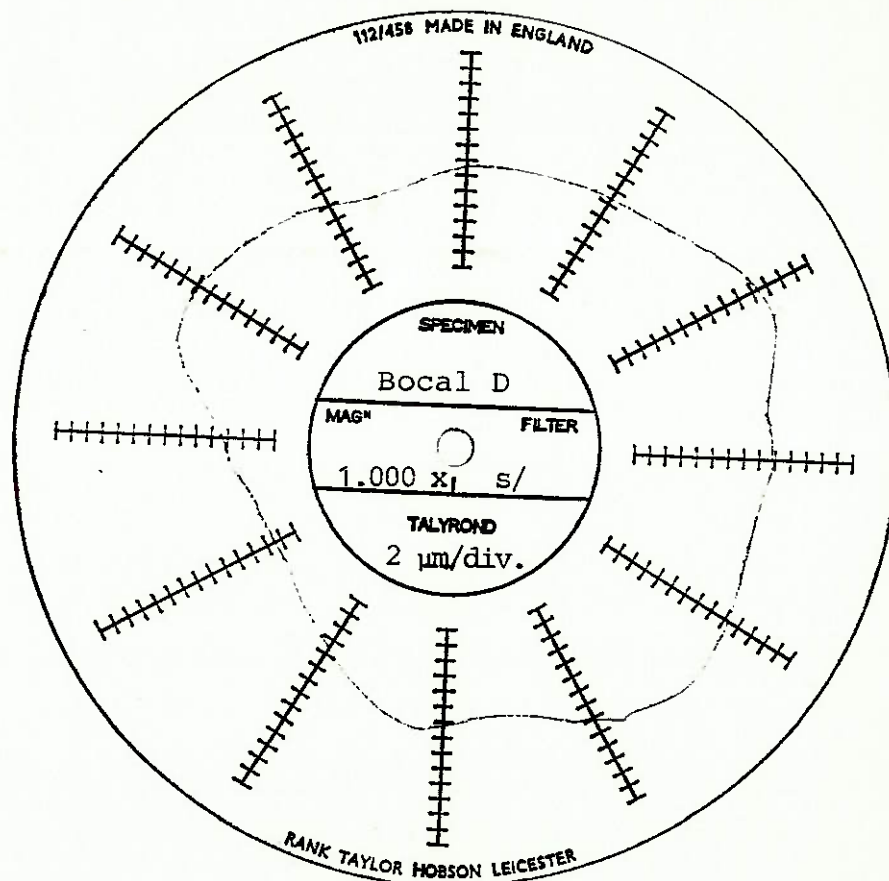 112/458 MADE IN ENGLAND
SPECIMEN
Bocal D
MAGᴺ FILTER
1.000 x s/
TALYROND
2 µm/div.
RANK TAYLOR HOBSON LEICESTER